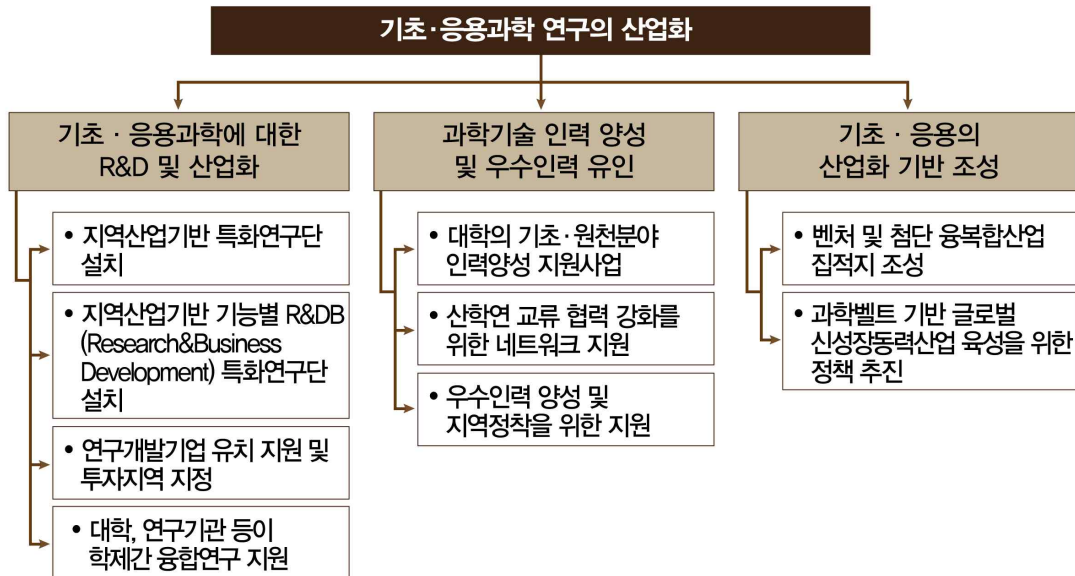 기초·응용과학 연구의 산업화
기초·응용과학에 대한
R&D 및 산업화
• 지역산업기반 특화연구단
설치
• 지역산업기반 기능별 R&DB
(Research&Business
Development) 특화연구단
설치
• 연구개발기업 유치 지원 및
투자지역 지정
• 대학, 연구기관 등이
학제간 융합연구 지원
과학기술 인력 양성
및 우수인력 유인
• 대학의 기초·원천분야
인력양성 지원사업
• 산학연 교류 협력 강화를
위한 네트워크 지원
• 우수인력 양성 및
지역정착을 위한 지원
기초·응용의
산업화 기반 조성
• 벤처 및 첨단 융복합산업
집적지 조성
• 과학벨트 기반 글로벌
신성장동력산업 육성을 위한
정책 추진